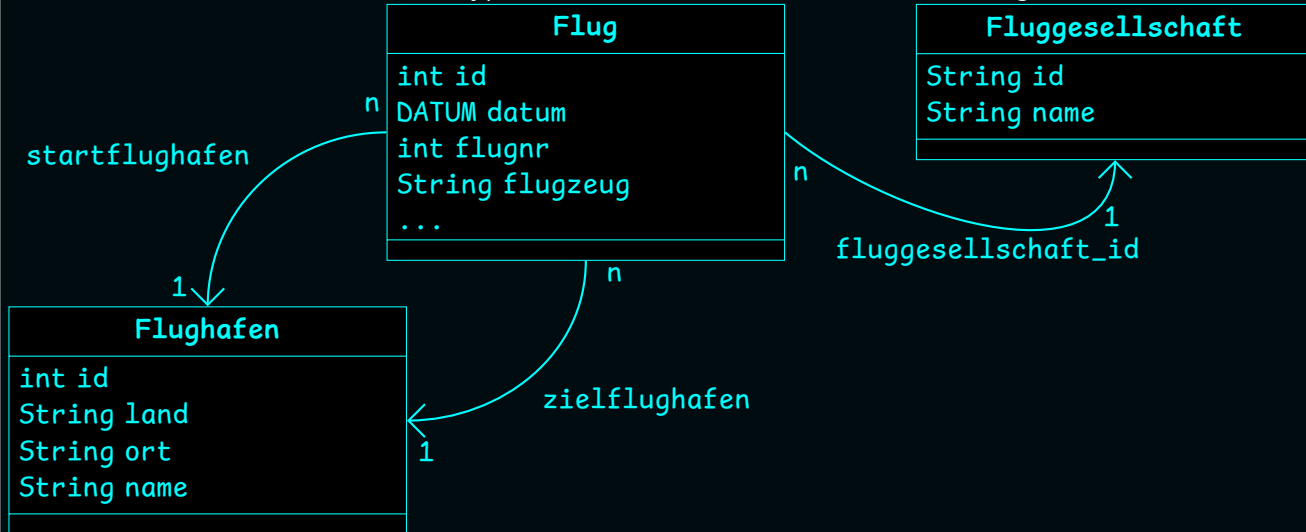 Flug
int id
DATUM datum
int flugnr
String flugzeug
...
Fluggesellschaft
String id
String name
n
startflughafen
1
n
1
fluggesellschaft_id
n
zielflughafen
1
Flughafen
int id
String land
String ort
String name